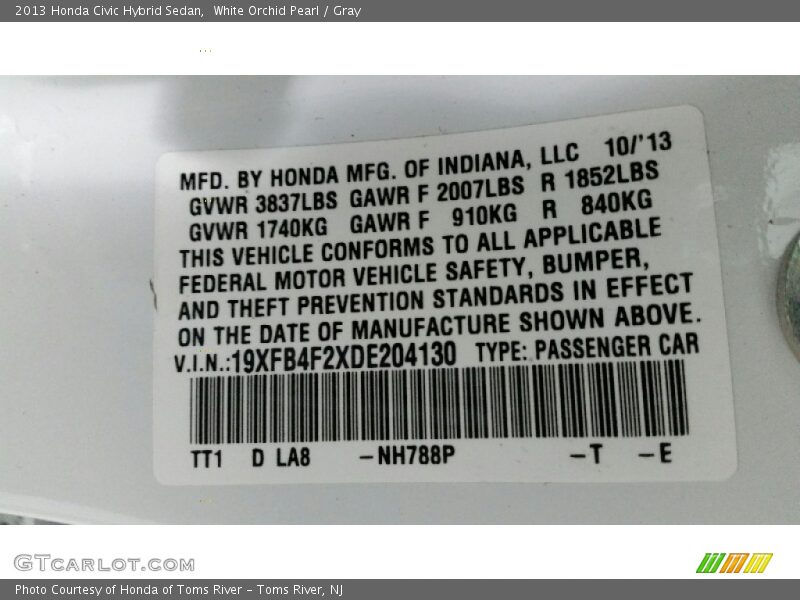 2013 Honda Civic Hybrid Sedan,  White Orchid Pearl / Gray
MFD. BY HONDA MFG. OF INDIANA, LLC 10/'13
GVWR 3837LBS GAWR F 2007LBS R 1852LBS
GVWR 1740KG GAWR F 910KG R 840KG
THIS VEHICLE CONFORMS TO ALL APPLICABLE
FEDERAL MOTOR VEHICLE SAFETY, BUMPER,
AND THEFT PREVENTION STANDARDS IN EFFECT
ON THE DATE OF MANUFACTURE SHOWN ABOVE.
V.I.N.:19XFB4F2XDE204130 TYPE: PASSENGER CAR
TT1 D LA8 –NH788P –T –E
GTCARLOT.COM
Photo Courtesy of Honda of Toms River – Toms River, NJ